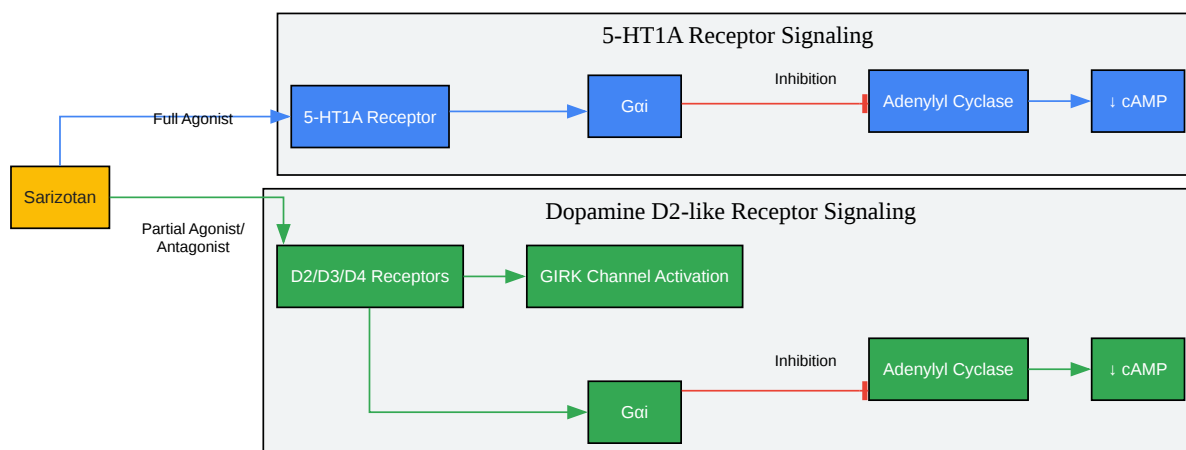 5-HT1A Receptor Signaling
Inhibition
Full Agonist
5-HT1A Receptor
Gαi
Adenylyl Cyclase
↓ cAMP
Sarizotan
Partial Agonist/
Antagonist
Dopamine D2-like Receptor Signaling
D2/D3/D4 Receptors
GIRK Channel Activation
Inhibition
Gαi
Adenylyl Cyclase
↓ cAMP